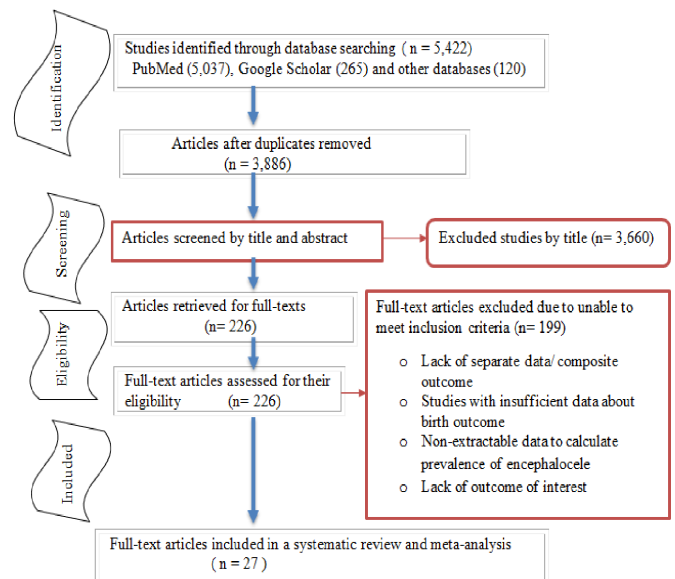 Identification
Studies identified through database searching ( n = 5,422)
PubMed (5,037), Google Scholar (265) and other databases (120)
Articles after duplicates removed
(n = 3,886)
Screening
Articles screened by title and abstract
Excluded studies by title (n= 3,660)
Eligibility
Articles retrieved for full-texts
(n= 226)
Full-text articles assessed for their
eligibility (n= 226)
Full-text articles excluded due to unable to
meet inclusion criteria (n= 199)
o Lack of separate data/ composite
outcome
o Studies with insufficient data about
birth outcome
o Non-extractable data to calculate
prevalence of encephalocele
o Lack of outcome of interest
Included
Full-text articles included in a systematic review and meta-analysis
( n = 27 )